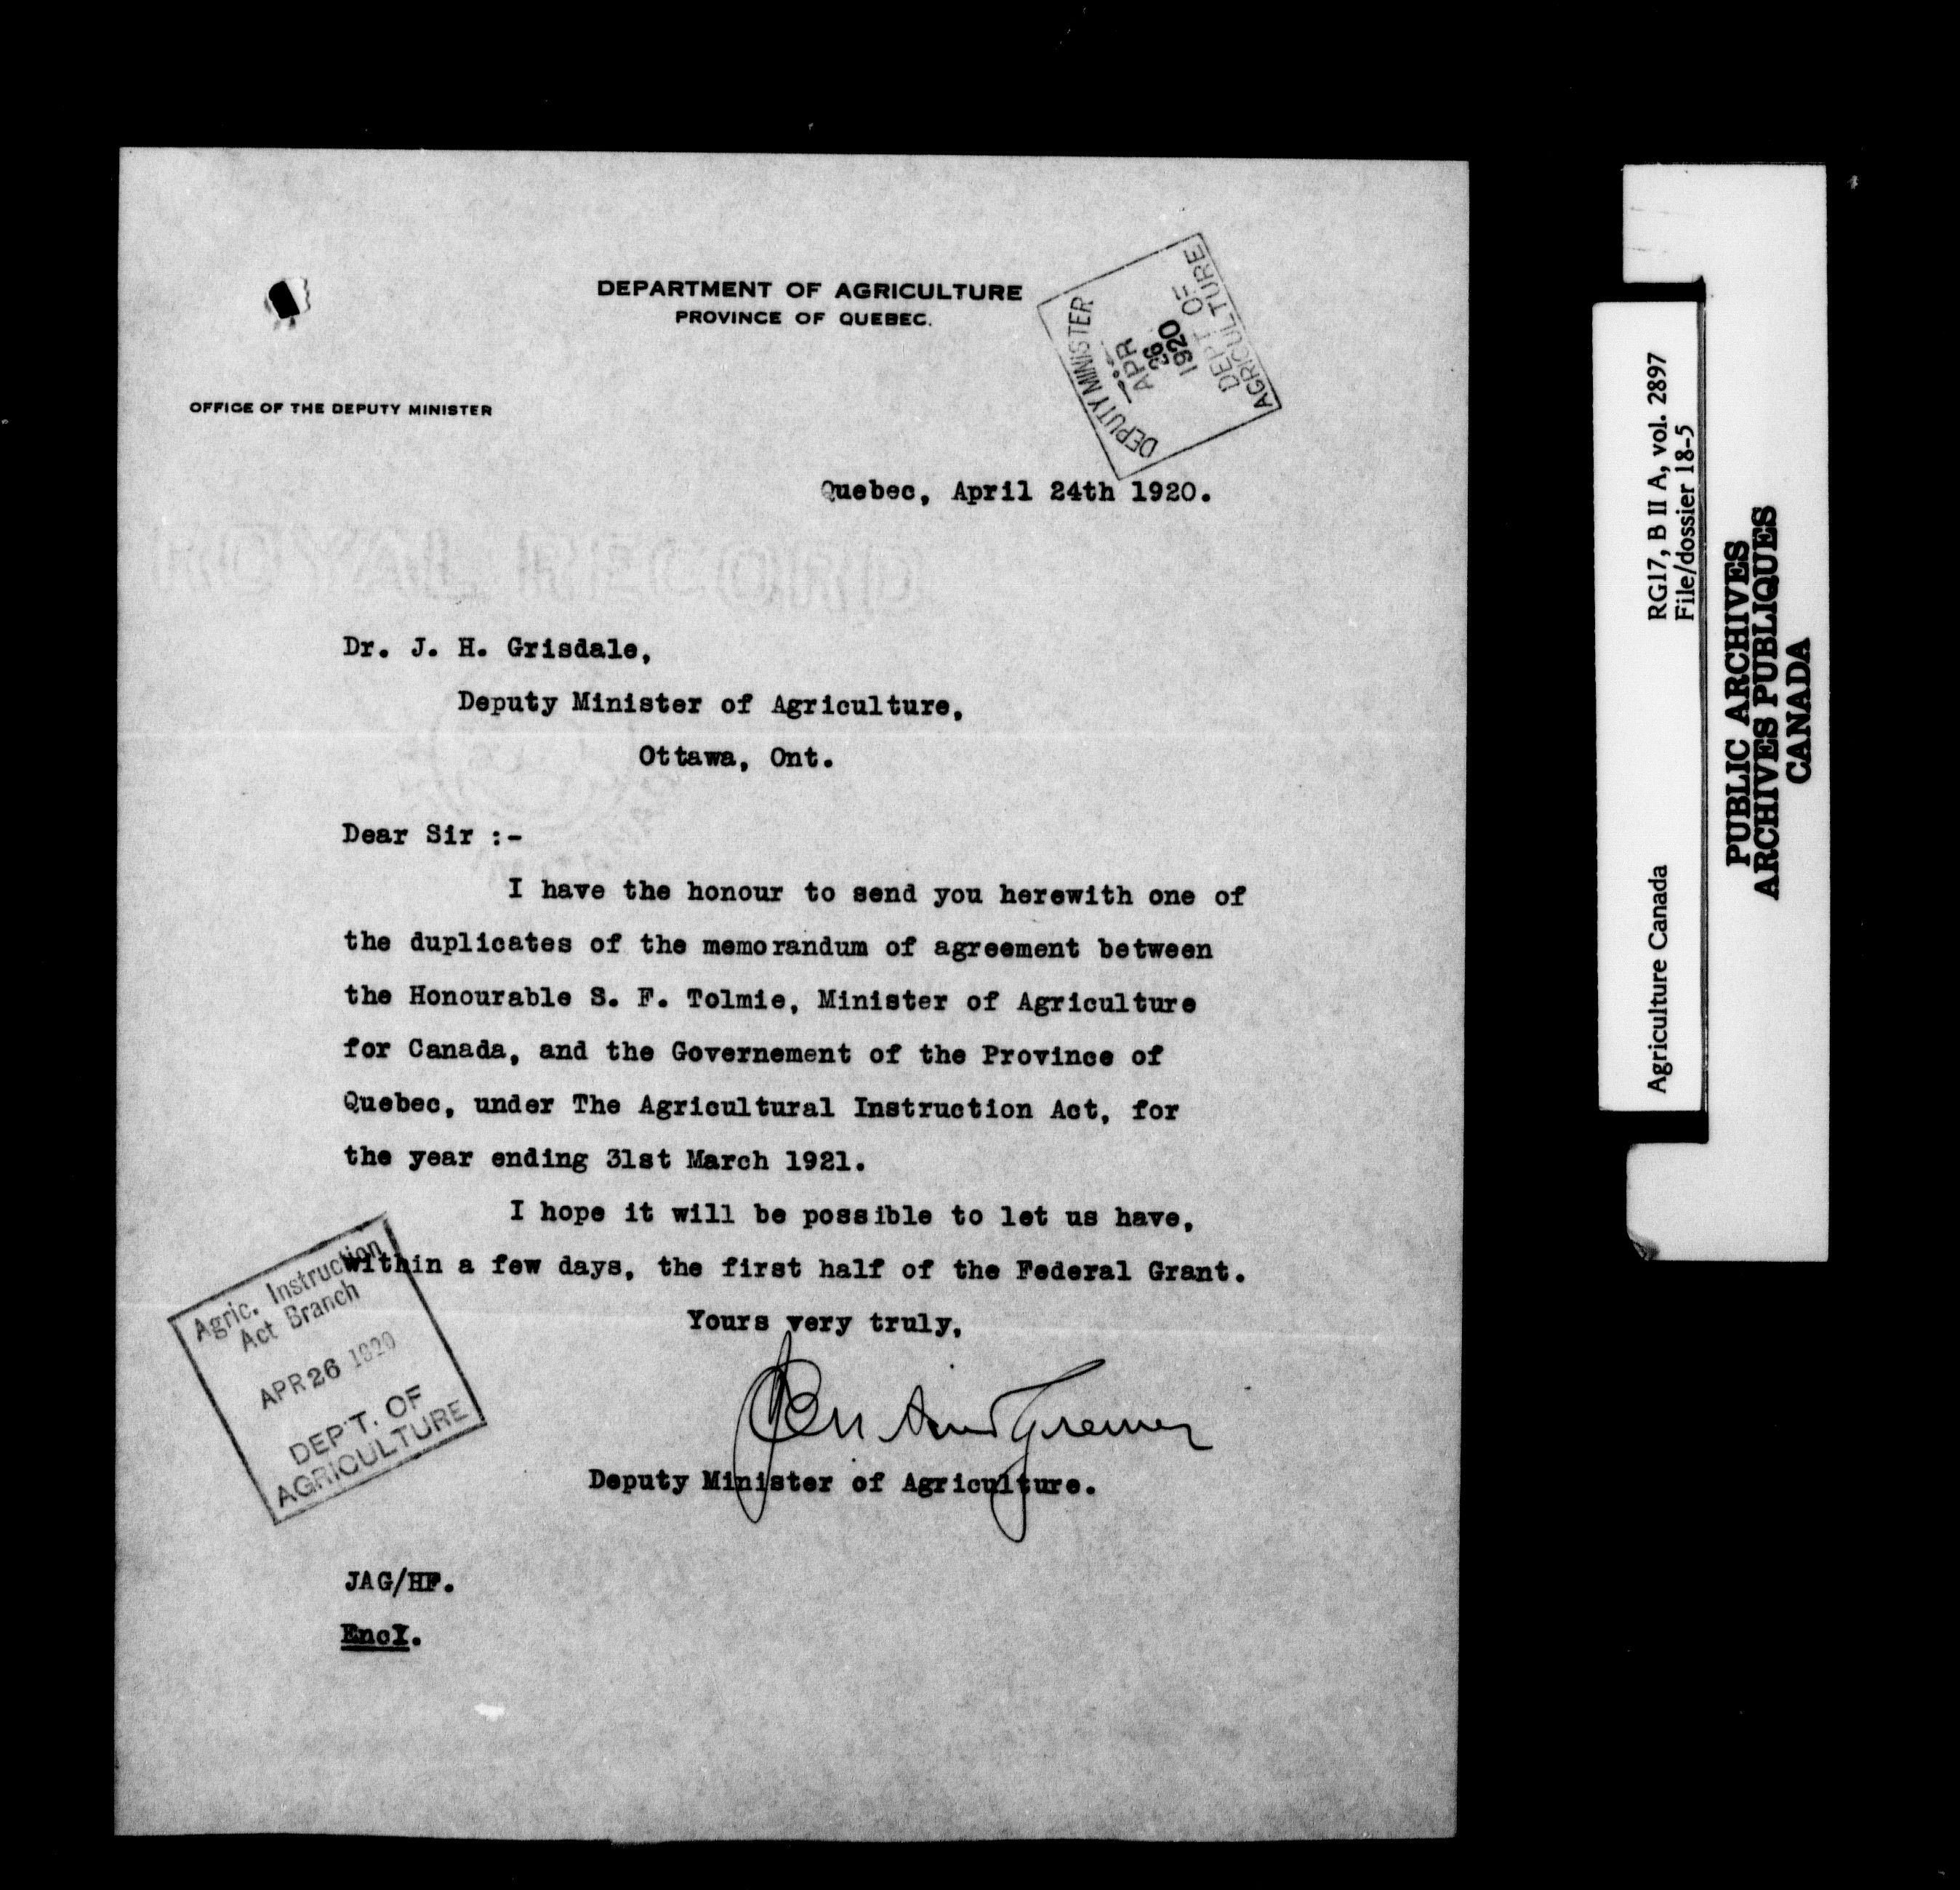 DEPARTMENT OF AGRICULTURE
PROVINCE OF QUEBEC.
DEPUTY MINISTER
APR
26
1920
DEPT OF
AGRICULTURE
OFFICE OF THE DEPUTY MINISTER
Quebec, April 24th 1920.
ROYAL RECORD
Dr. J. H. Grisdale,
Deputy Minister of Agriculture,
Ottawa, Ont.
Dear Sir :-
I have the honour to send you herewith one of
the duplicates of the memorandum of agreement between
the Honourable S. F. Tolmie, Minister of Agriculture
for Canada, and the Governement of the Province of
Quebec, under The Agricultural Instruction Act, for
the year ending 31st March 1921.
I hope it will be possible to let us have,
within a few days, the first half of the Federal Grant.
Yours very truly,
Deputy Minister of Agriculture.
Agric. Instruction
Act Branch
APR 26 1920
DEP'T. OF
AGRICULTURE
JAG/HF.
EncI.
Agriculture Canada
RG17, B II A, vol. 2897
File/dossier 18-5
PUBLIC ARCHIVES
ARCHIVES PUBLIQUES
CANADA